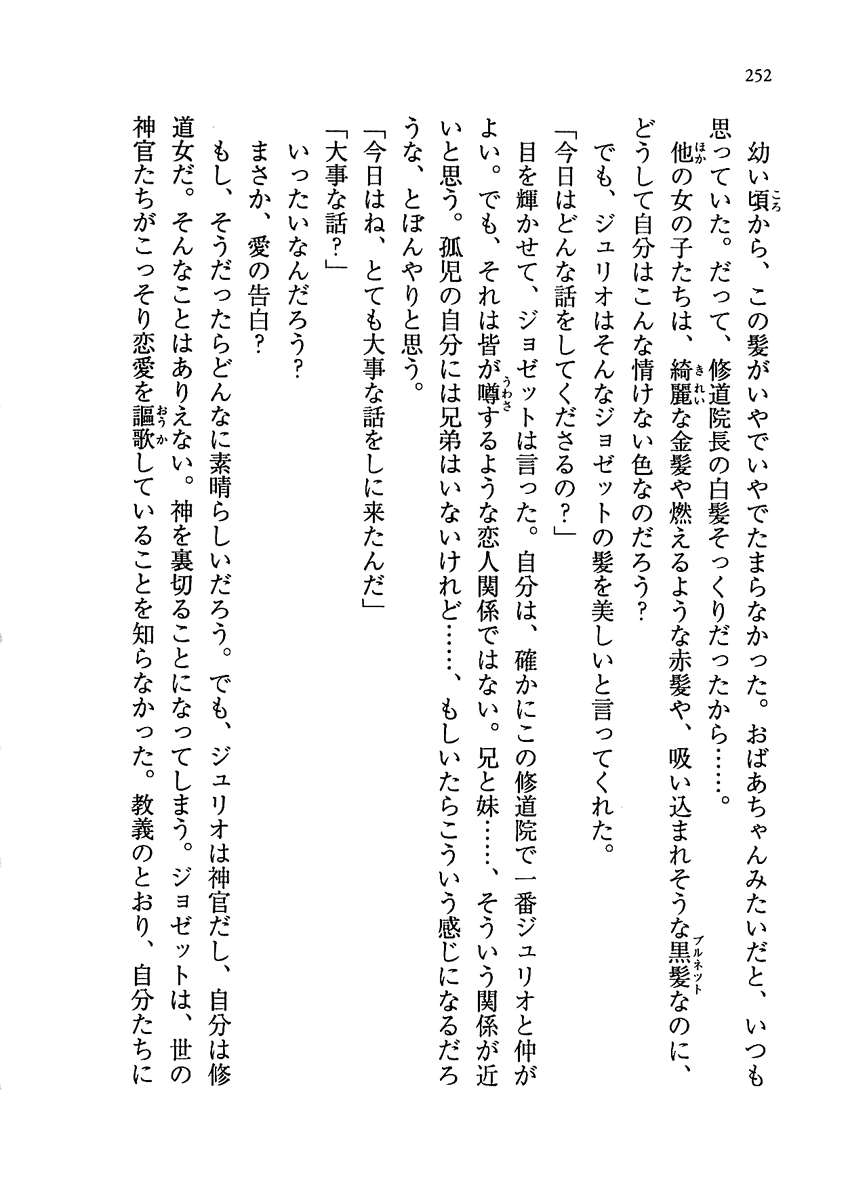 252
幼い頃から、この髪がいやでいやでたまらなかった。おばあちゃんみたいだと、いつも
思っていた。だって、修道院長の白髪そっくりだったから……。
他の女の子たちは、綺麗な金髪や燃えるような赤髪や、吸い込まれそうな黒髪なのに、
どうして自分はこんな情けない色なのだろう？
でも、ジュリオはそんなジョゼットの髪を美しいと言ってくれた。
「今日はどんな話をしてくださるの？」
目を輝かせて、ジョゼットは言った。自分は、確かにこの修道院で一番ジュリオと仲が
よい。でも、それは皆が噂するような恋人関係ではない。兄と妹……、そういう関係が近
いと思う。孤児の自分には兄弟はいないけれど……、もしいたらこういう感じになるだろ
うな、とぼんやりと思う。
「今日はね、とても大事な話をしに来たんだ」
「大事な話？」
いったいなんだろう？
まさか、愛の告白？
もし、そうだったらどんなに素晴らしいだろう。でも、ジュリオは神官だし、自分は修
道女だ。そんなことはありえない。神を裏切ることになってしまう。ジョゼットは、世の
神官たちがこっそり恋愛を謳歌していることを知らなかった。教義のとおり、自分たちに
ころ
ほか
きれい
ブルネット
うわさ
おうか